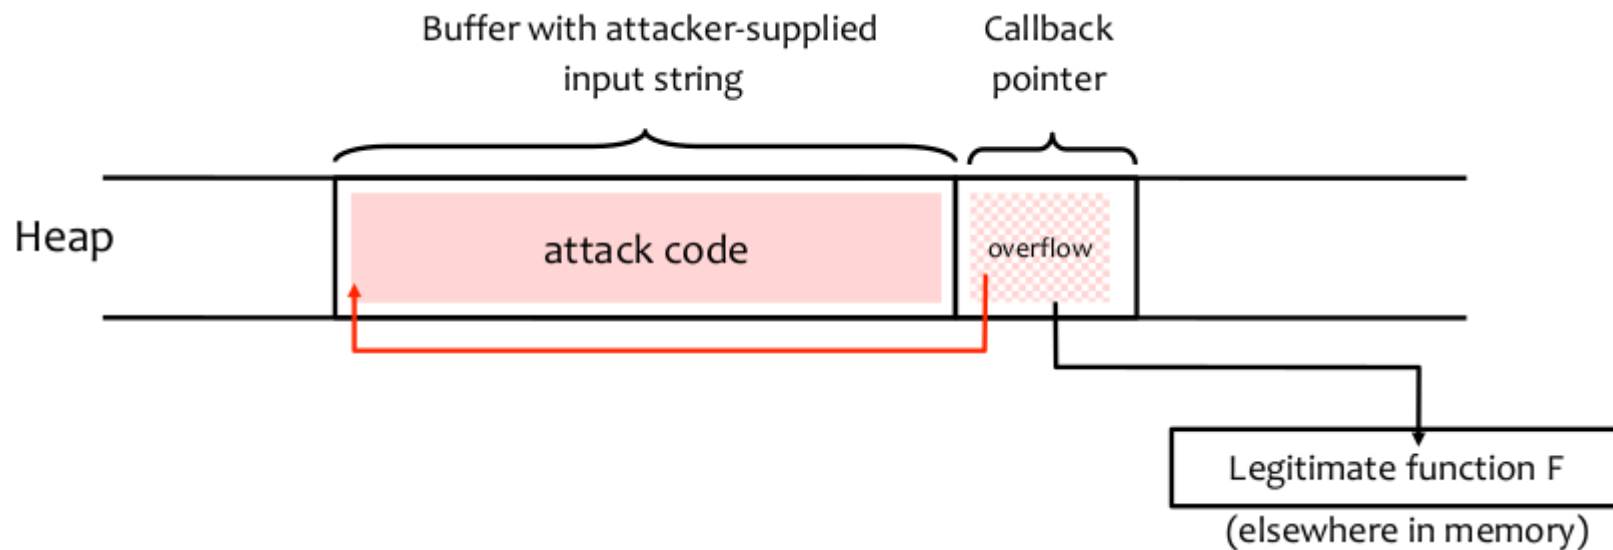 Buffer with attacker-supplied
input string
Callback
pointer
Heap
attack code
overflow
Legitimate function F
(elsewhere in memory)